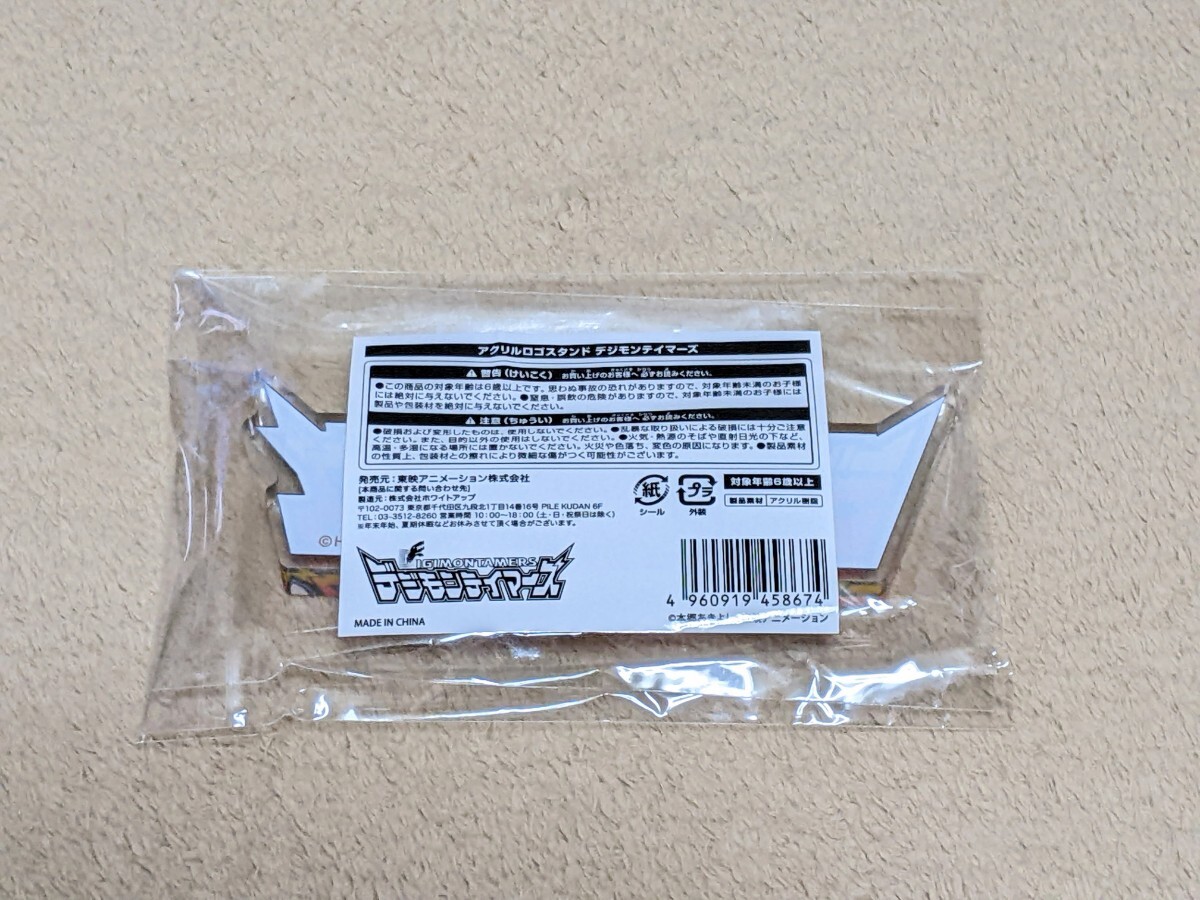 アクリルロゴスタンド デジモンテイマーズ
⚠ 警告(けいこく) お買い上げのお客様へ 必ずお読みください。
●この商品の対象年齢は6歳以上です。思わぬ事故の恐れがありますので、対象年齢未満のお子様
には絶対に与えないでください。●窒息・誤飲の危険がありますので、対象年齢未満のお子様には
製品や包装材を絶対に与えないでください。
⚠ 注意(ちゅうい) お買い上げのお客様へ 必ずお読みください。
●破損および変形したものは、使用しないでください。●乱暴な取り扱いによる破損には十分ご注意
ください。また、目的以外の使用はしないでください。●火気・熱源のそばや直射日光の下など、
高温・多湿になる場所には置かないでください。火災や色落ち、変色の原因になります。●製品素材
の性質上、包装材との擦れにより微細な傷がつく可能性がございます。
発売元:東映アニメーション株式会社
[本商品に関する問い合わせ先]
製造元:株式会社ホワイトアップ
〒102-0073 東京都千代田区九段北1丁目14番16号 PILE KUDAN 6F
TEL:03-3512-8260 営業時間 10:00~18:00 (土・日・祝祭日は除く)
※年末年始、夏期休暇などお休みさせて頂く場合がございます。
紙
シール
プラ
外装
対象年齢6歳以上
製品素材 アクリル樹脂
©H
DIGIMONTAMERS
デジモンテイマーズ
4 960919 458674
MADE IN CHINA
©本郷あきよし アニメーション